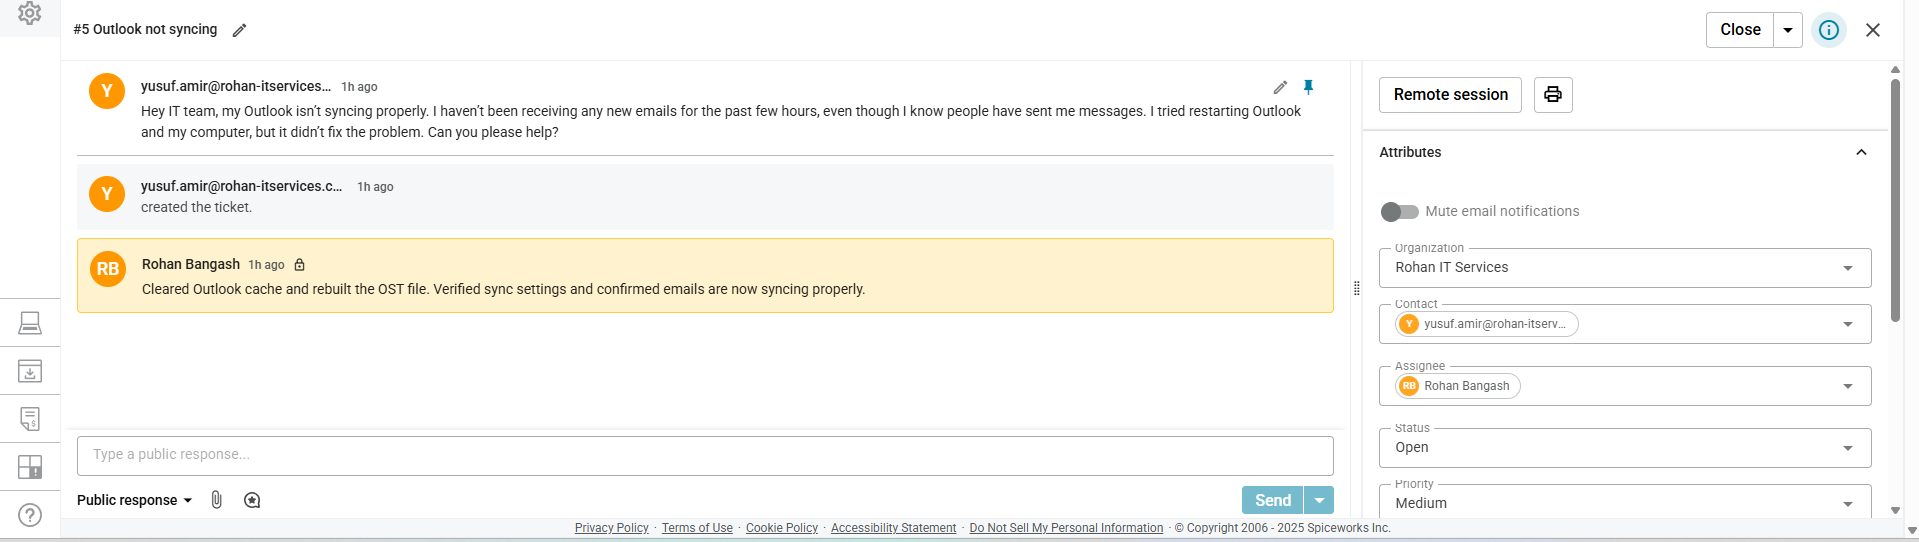 #5 Outlook not syncing
Close
Y
yusuf.amir@rohan-itservices... 1h ago
Hey IT team, my Outlook isn’t syncing properly. I haven’t been receiving any new emails for the past few hours, even though I know people have sent me messages. I tried restarting Outlook
and my computer, but it didn’t fix the problem. Can you please help?
Y
yusuf.amir@rohan-itservices.c... 1h ago
created the ticket.
RB
Rohan Bangash 1h ago
Cleared Outlook cache and rebuilt the OST file. Verified sync settings and confirmed emails are now syncing properly.
Type a public response...
Public response
Send
Remote session
Attributes
Mute email notifications
Organization
Rohan IT Services
Contact
Y yusuf.amir@rohan-itserv...
Assignee
RB Rohan Bangash
Status
Open
Priority
Medium
Privacy Policy · Terms of Use · Cookie Policy · Accessibility Statement · Do Not Sell My Personal Information · © Copyright 2006 - 2025 Spiceworks Inc.